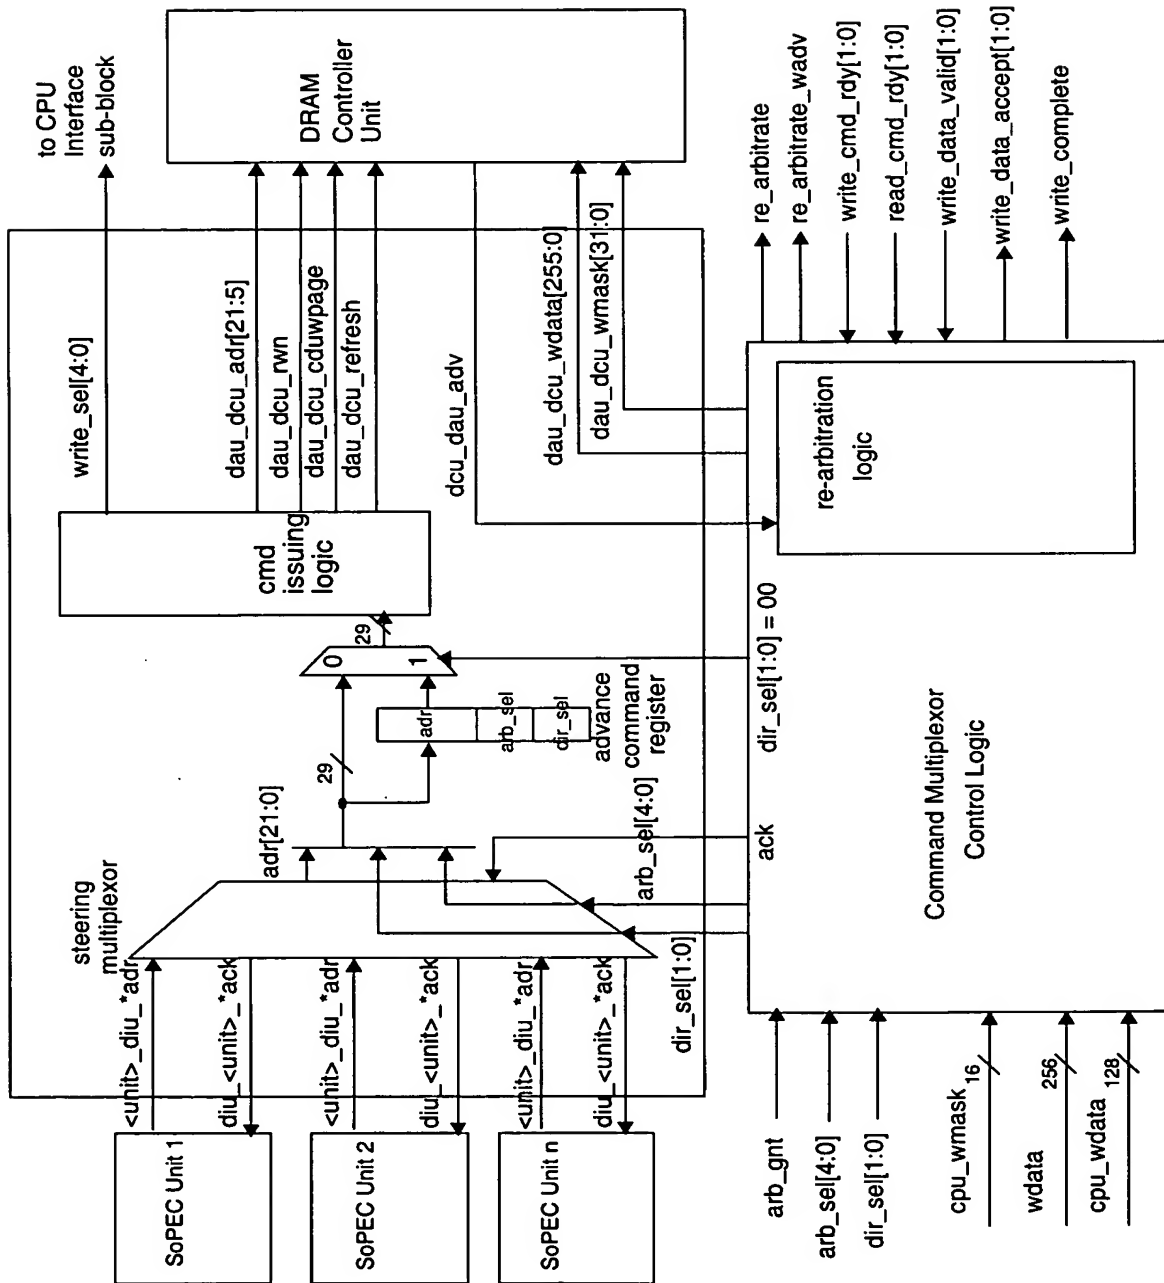 SoPEC Unit 1
SoPEC Unit 2
SoPEC Unit n
<unit>_diu_*adr
diu_<unit>_*ack
<unit>_diu_*adr
diu_<unit>_*ack
<unit>_diu_*adr
diu_<unit>_*ack
steering
multiplexor
dir_sel[1:0]
adr[21:0]
arb_sel[4:0]
29
adr
arb_sel
dir_sel
advance
command
register
0
1
29
cmd
issuing
logic
write_sel[4:0]
to CPU
Interface
sub-block
dau_dcu_adr[21:5]
dau_dcu_rwn
dau_dcu_cduwpage
dau_dcu_refresh
dcu_dau_adv
dau_dcu_wdata[255:0]
dau_dcu_wmask[31:0]
DRAM
Controller
Unit
ack
dir_sel[1:0] = 00
Command Multiplexor
Control Logic
re-arbitration
logic
arb_gnt
arb_sel[4:0]
dir_sel[1:0]
cpu_wmask
16
wdata
256
cpu_wdata
128
re_arbitrate
re_arbitrate_wadv
write_cmd_rdy[1:0]
read_cmd_rdy[1:0]
write_data_valid[1:0]
write_data_accept[1:0]
write_complete